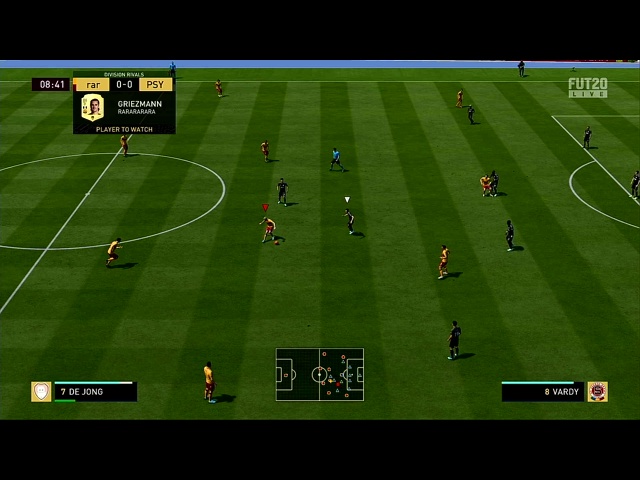 DIVISION RIVALS
08:41 rar 0-0 PSY
GRIEZMANN
RARARARARA
PLAYER TO WATCH
FUT20
LIVE
7 DE JONG
8 VARDY